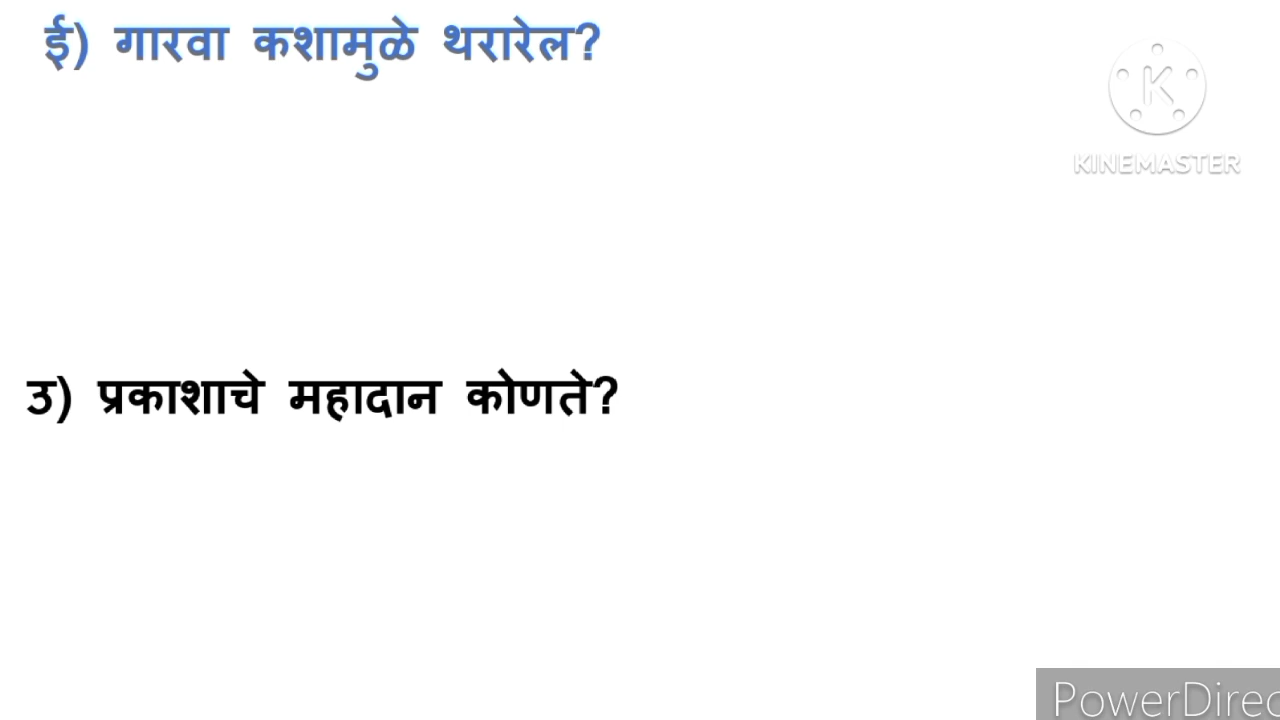 ई) गारवा कशामुळे थरारेल?
K
KINEMASTER
उ) प्रकाशाचे महादान कोणते?
PowerDirec